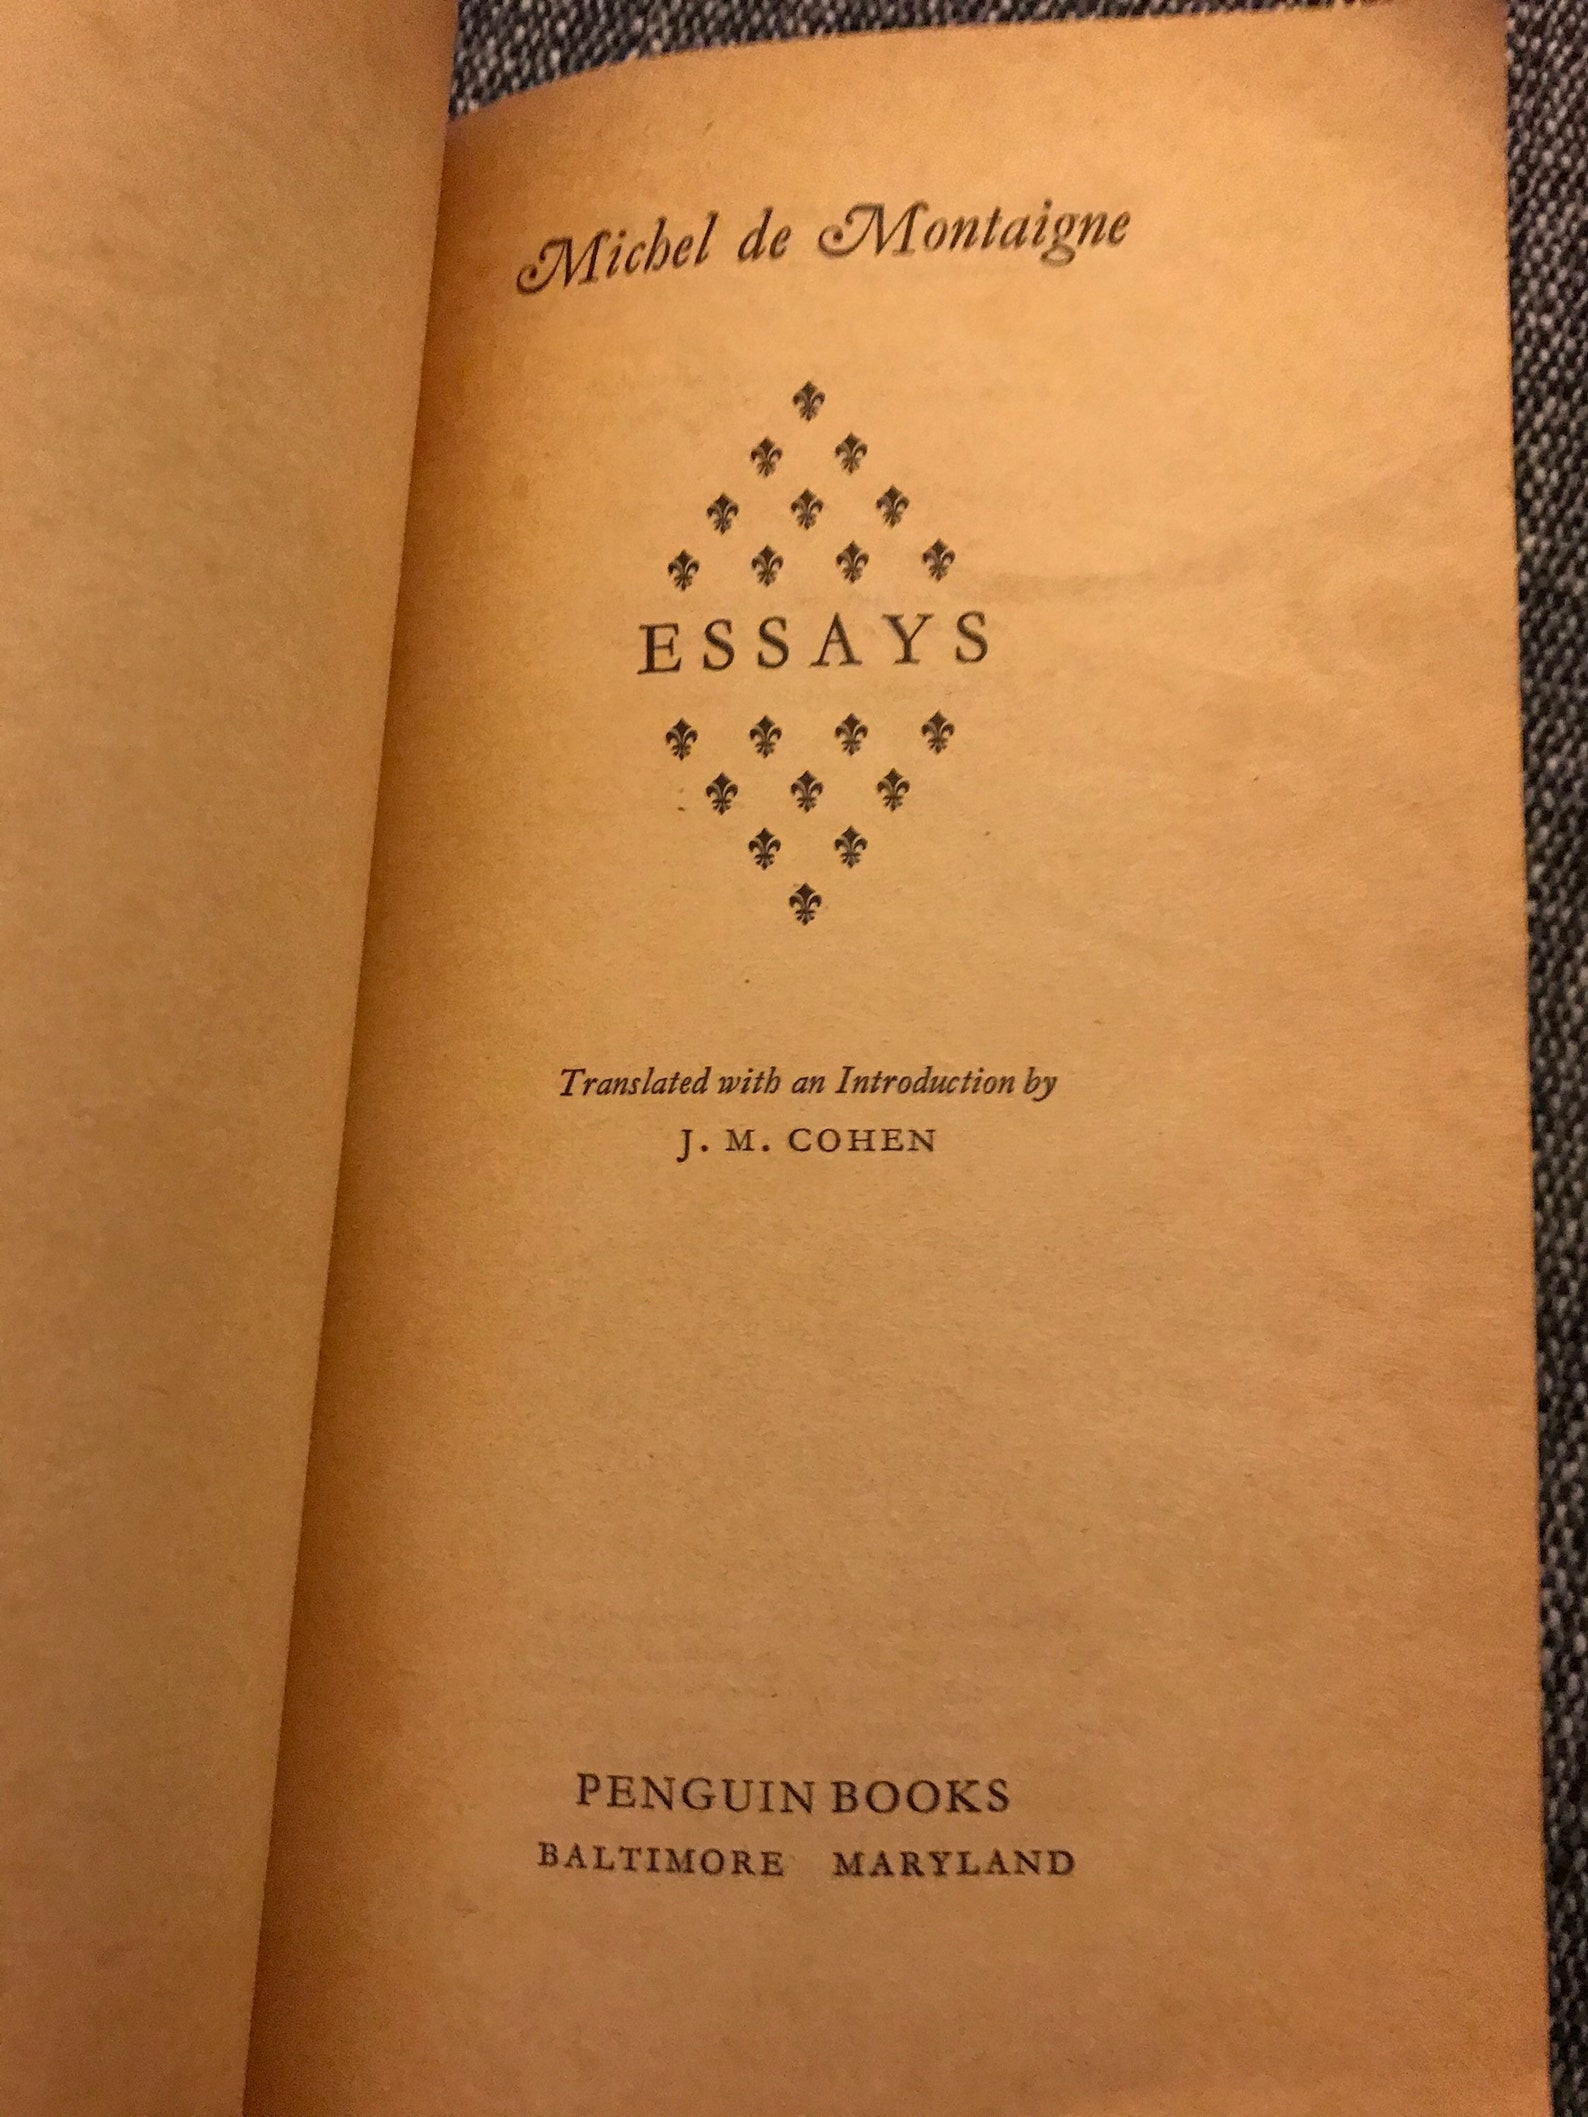 Michel de Montaigne
ESSAYS
Translated with an Introduction by
J. M. COHEN
PENGUIN BOOKS
BALTIMORE MARYLAND